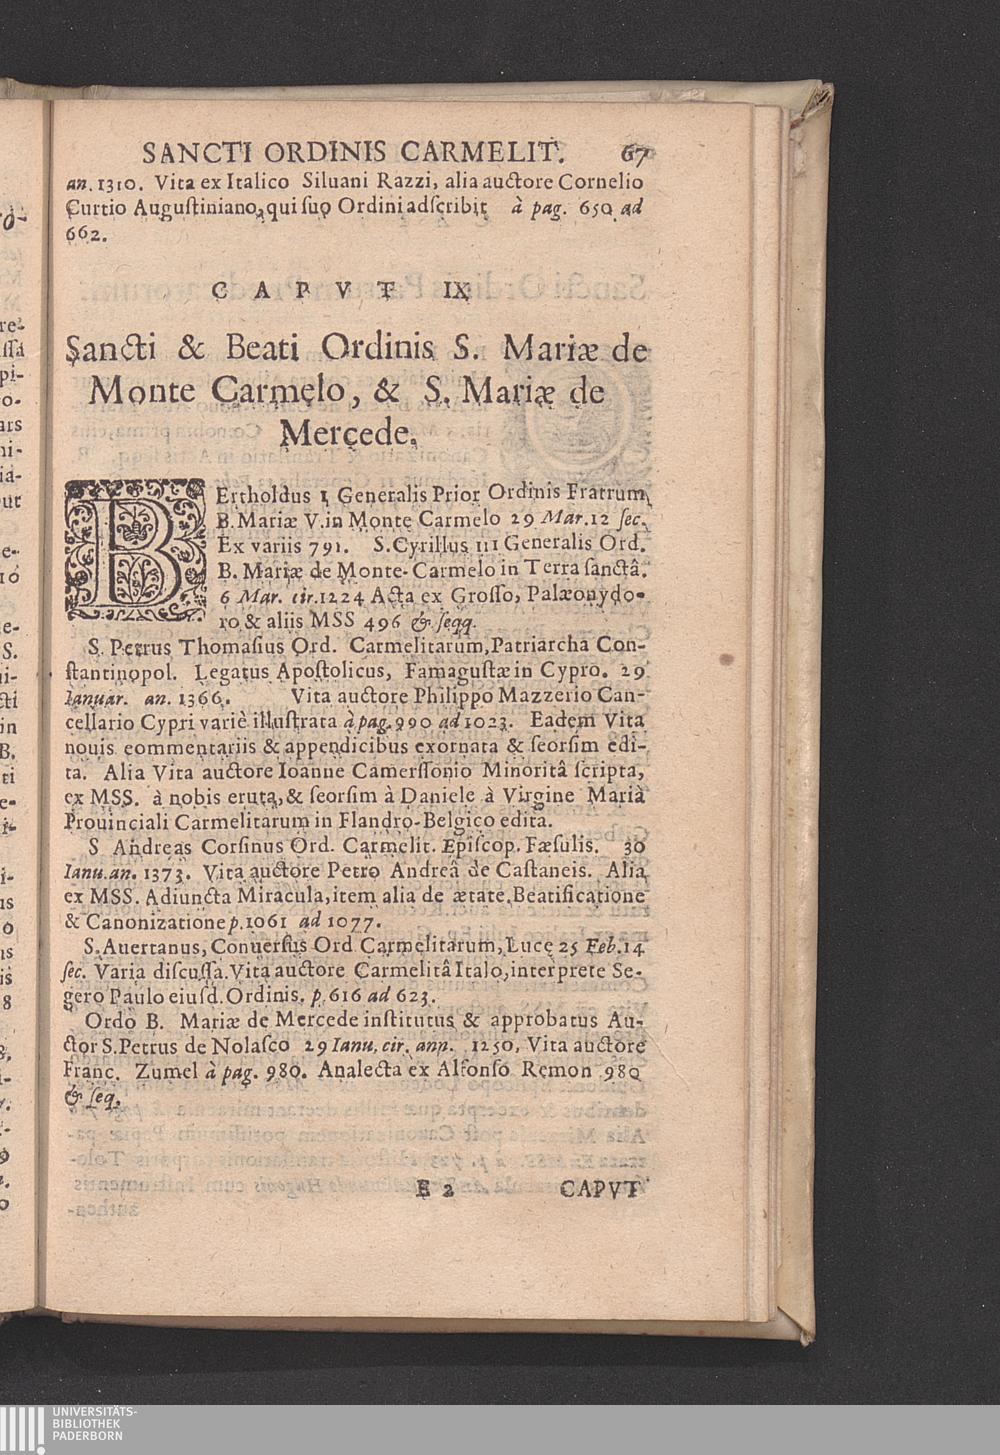 SANCTI ORDINIS CARMELIT. 67
an. 1310. Vita ex Italico Siluani Razzi, alia auctore Cornelio
Curtio Augustiniano, qui suo Ordini adscribit à pag. 650 ad
662.
CAPVT IX
Sancti & Beati Ordinis S. Mariæ de
Monte Carmelo, & S. Mariæ de
Mercede.
BErtholdus I Generalis Prior Ordinis Fratrum
B. Mariæ V. in Monte Carmelo 29 Mar. 12 sec.
Ex variis 791. S. Cyrillus III Generalis Ord.
B. Mariæ de Monte-Carmelo in Terra sanctâ.
6 Mar. cir. 1224 Acta ex Grosso, Palæonydo-
ro & aliis MSS 496 & seqq.
S. Petrus Thomasius Ord. Carmelitarum, Patriarcha Con-
stantinopol. Legatus Apostolicus, Famagustæ in Cypro. 29
Ianuar. an. 1366. Vita auctore Philippo Mazzerio Can-
cellario Cypri variè illustrata à pag. 990 ad 1023. Eadem Vita
nouis commentariis & appendicibus exornata & seorsim edi-
ta. Alia Vita auctore Ioanne Camerssonio Minoritâ scripta,
ex MSS. à nobis eruta, & seorsim à Daniele à Virgine Mariâ
Prouinciali Carmelitarum in Flandro-Belgico edita.
S Andreas Corsinus Ord. Carmelit. Episcop. Fæsulis. 30
Ianu. an. 1373. Vita auctore Petro Andreâ de Castaneis. Alia
ex MSS. Adiuncta Miracula, item alia de ætate, Beatificatione
& Canonizatione p. 1061 ad 1077.
S. Auertanus, Conuersus Ord Carmelitarum, Lucę 25 Feb. 14
sec. Varia discussa. Vita auctore Carmelitâ Italo, interprete Se-
gero Paulo eiusd. Ordinis. p. 616 ad 623.
Ordo B. Mariæ de Mercede institutus & approbatus Au-
ctor S. Petrus de Nolasco 29 Ianu. cir. ann. 1250, Vita auctore
Franc. Zumel à pag. 980. Analecta ex Alfonso Remon 980
& seq.
E 2 CAPVT
UNIVERSITÄTS-
BIBLIOTHEK
PADERBORN